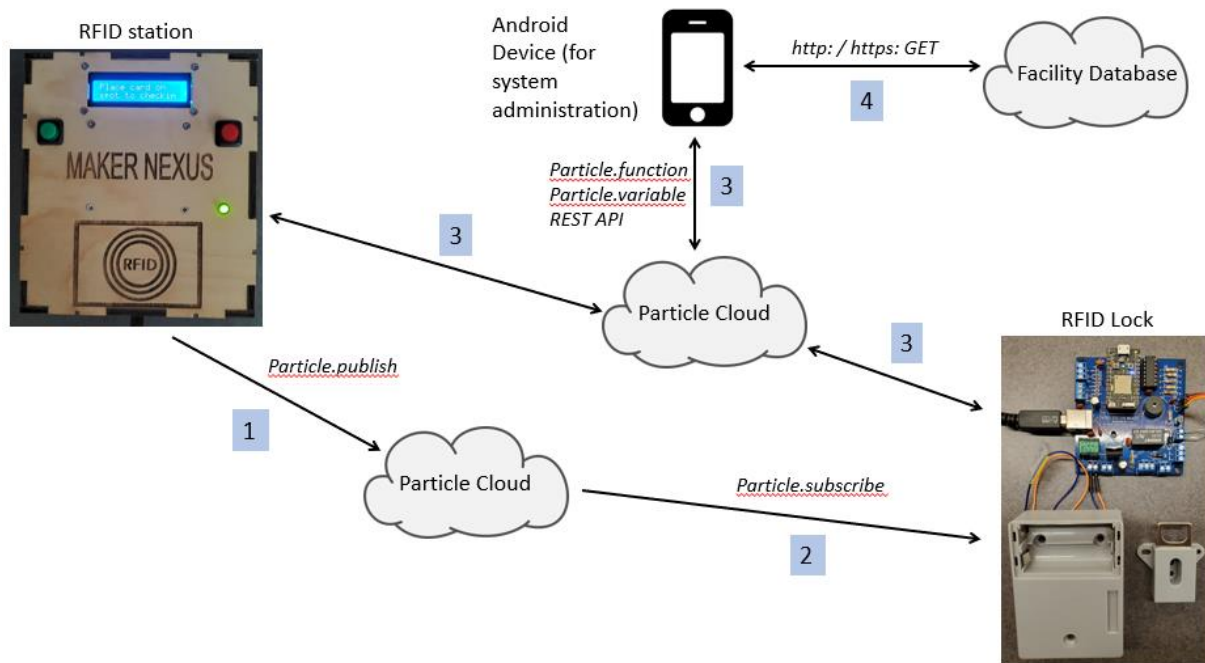 RFID station
Place card on
spot to checkin
MAKER NEXUS
RFID
Android
Device (for
system
administration)
http: / https: GET
4
Facility Database
Particle.function
Particle.variable
REST API
3
3
Particle Cloud
3
RFID Lock
Particle.publish
1
Particle Cloud
Particle.subscribe
2